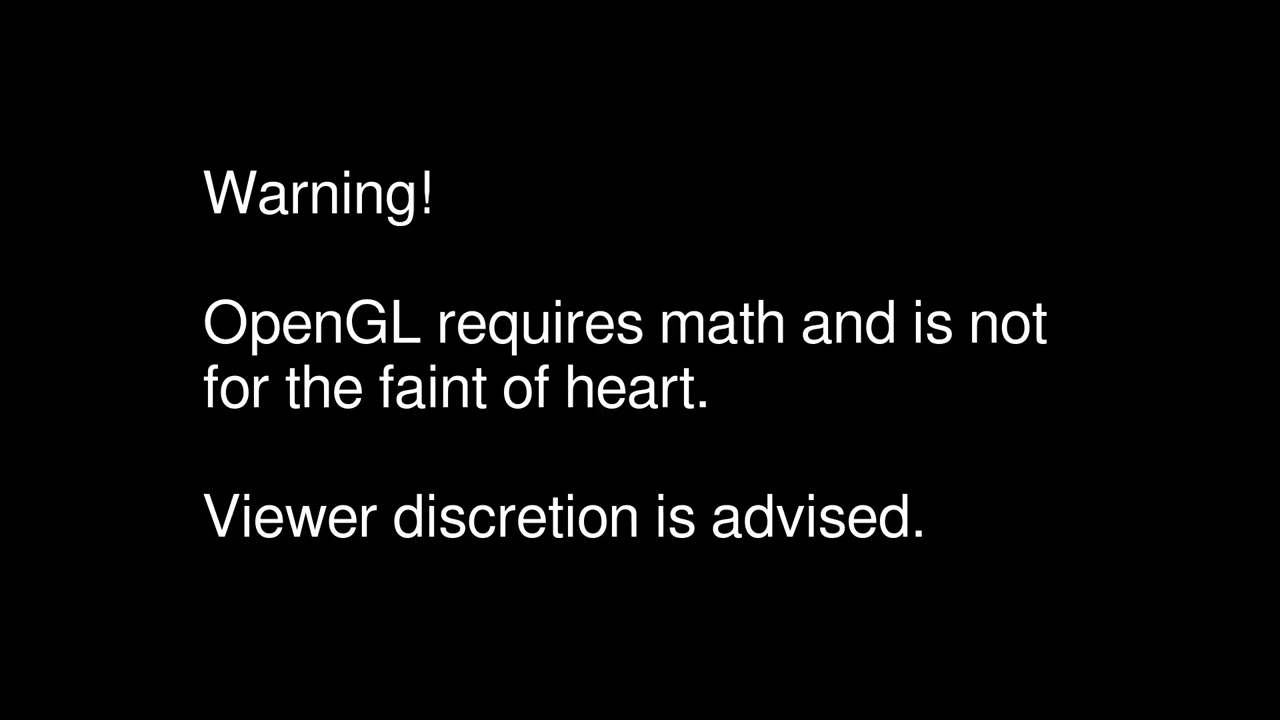 Warning!
OpenGL requires math and is not
for the faint of heart.
Viewer discretion is advised.